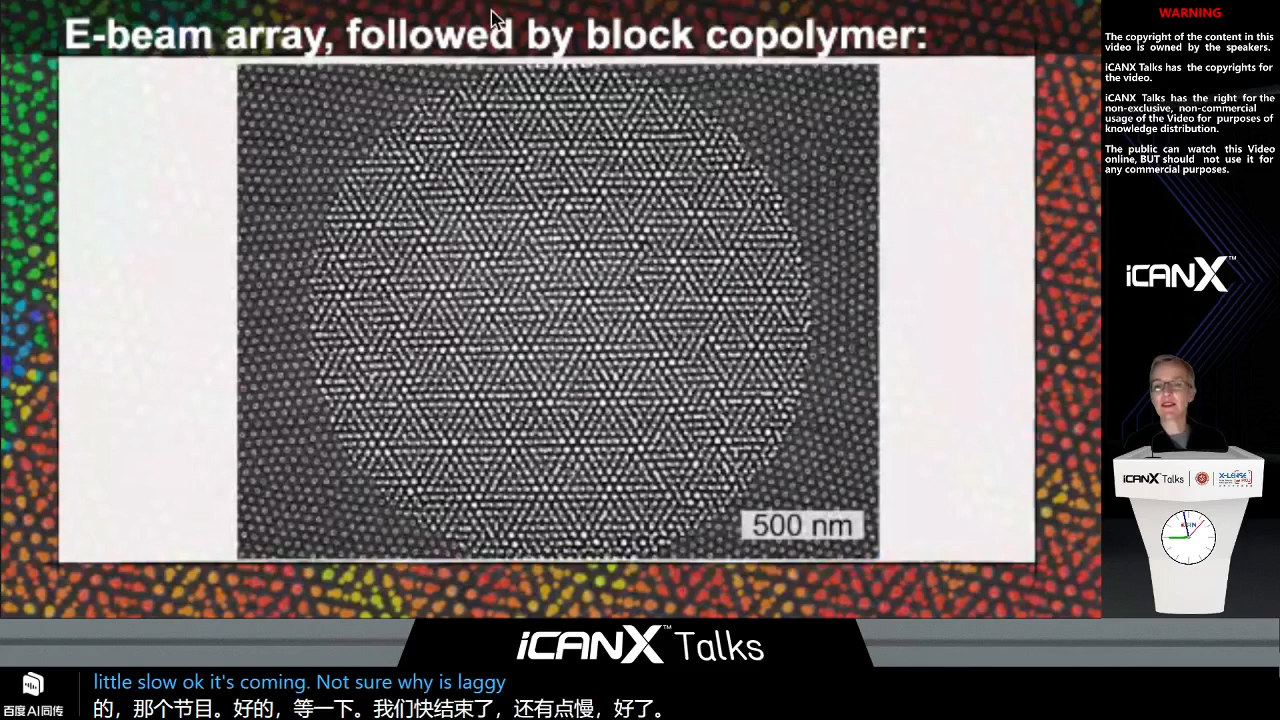 E-beam array, followed by block copolymer:
500 nm
WARNING
The copyright of the content in this
video is owned by the speakers.
iCANX Talks has the copyrights for
the video.
iCANX Talks has the right for the
non-exclusive, non-commercial
usage of the Video for purposes of
knowledge distribution.
The public can watch this Video
online, BUT should not use it for
any commercial purposes.
iCANX™
iCANX™ Talks
iCANX™ Talks
little slow ok it's coming. Not sure why is laggy
的，那个节目。好的，等一下。我们快结束了，还有点慢，好了。
百度AI同传